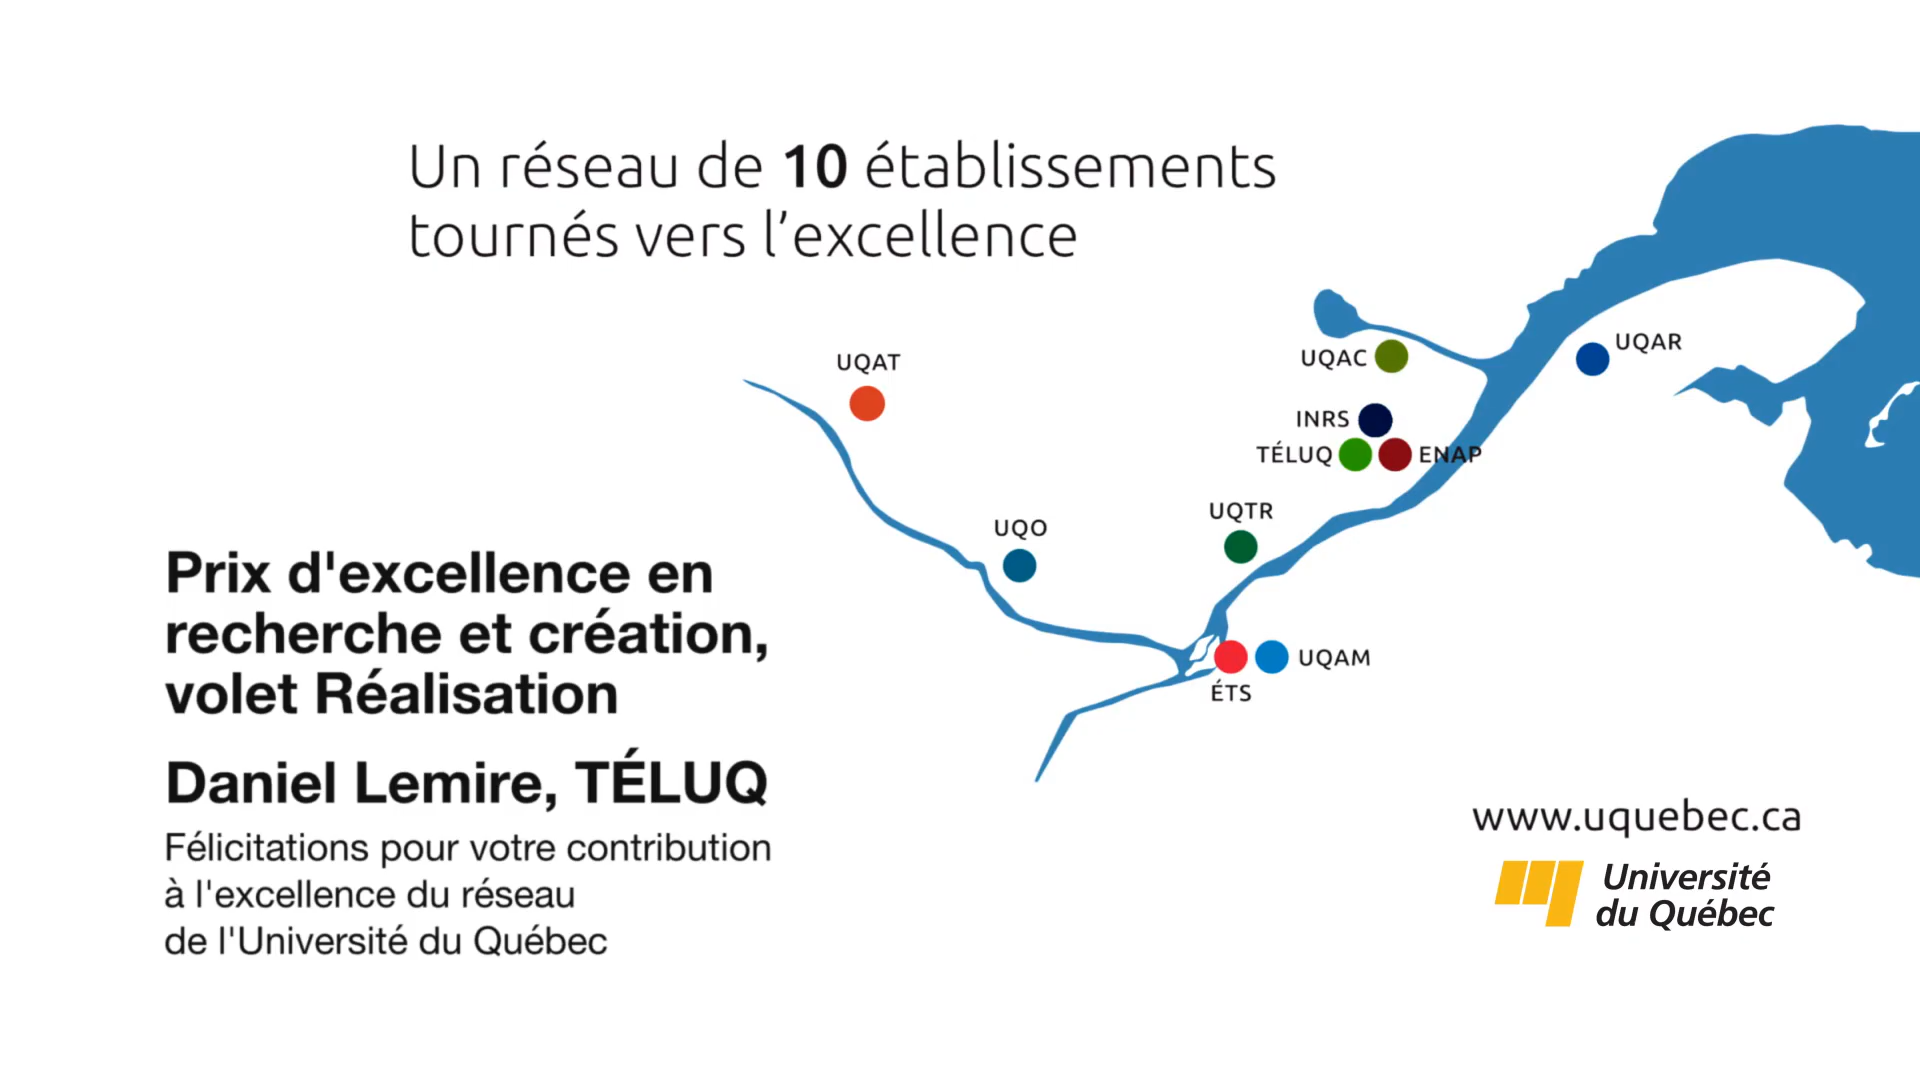 Un réseau de 10 établissements
tournés vers l’excellence
UQAT
UQAC
UQAR
INRS
TÉLUQ
ENAP
UQTR
UQO
UQAM
ÉTS
Prix d'excellence en
recherche et création,
volet Réalisation
Daniel Lemire, TÉLUQ
Félicitations pour votre contribution
à l'excellence du réseau
de l'Université du Québec
www.uquebec.ca
Université
du Québec